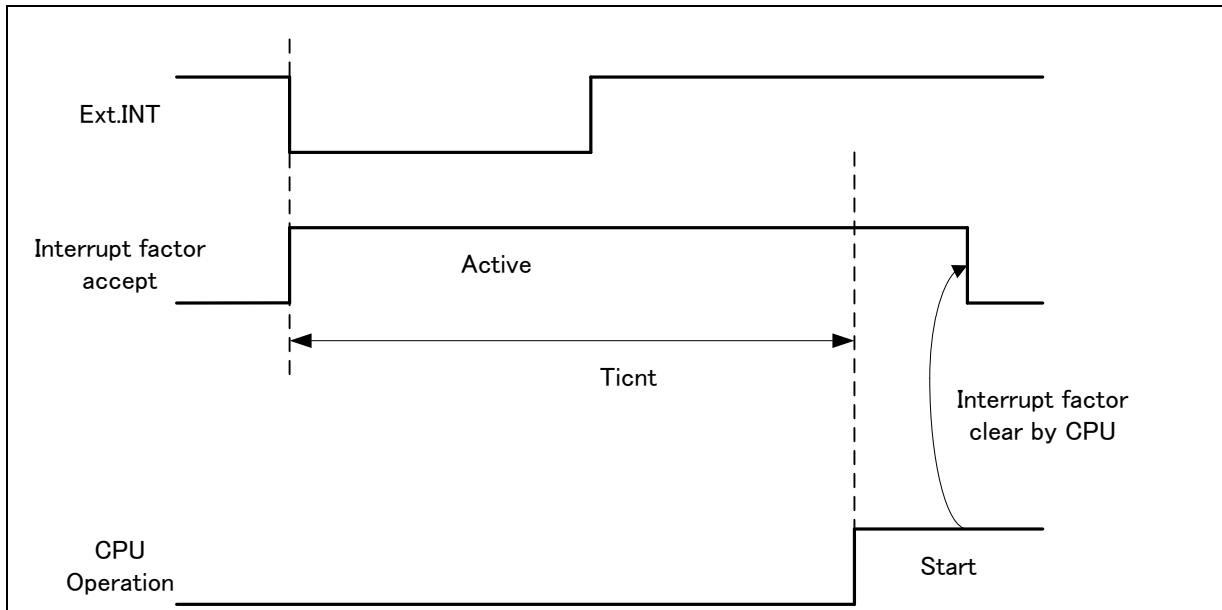 Ext.INT
Interrupt factor
accept
Active
Ticnt
Interrupt factor
clear by CPU
CPU
Operation
Start